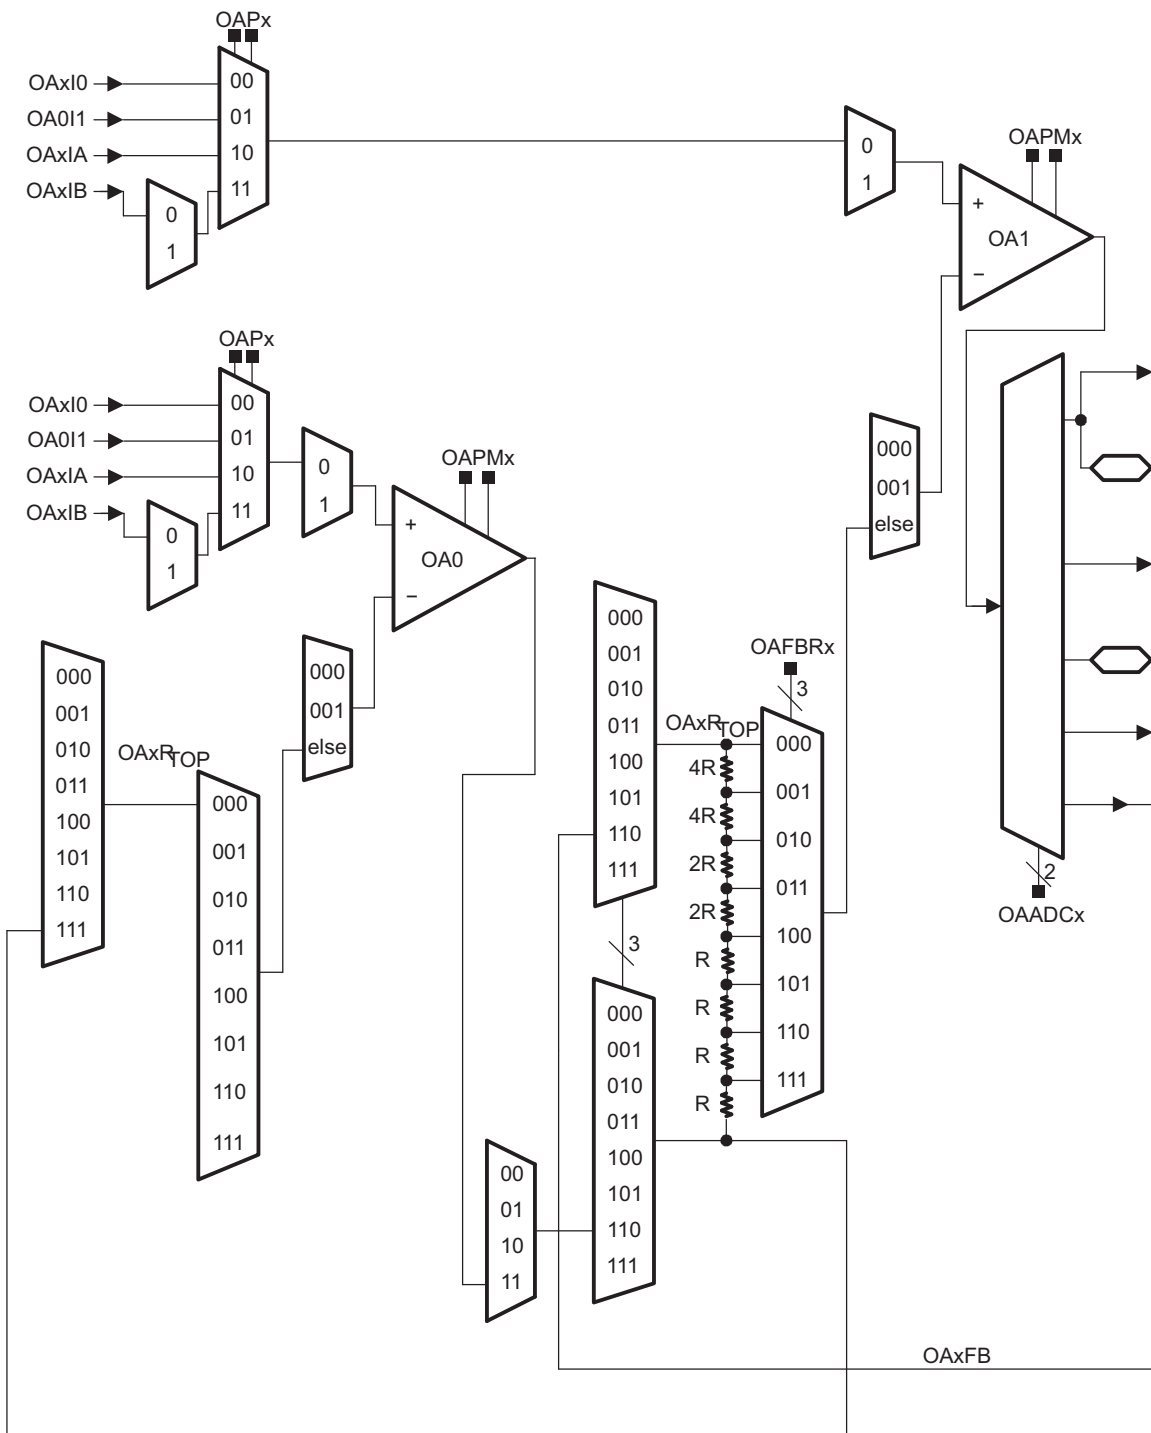 OAPx
OAxI0
00
OA0I1
01
OAxIA
10
OAxIB
11
0
1
0
1
OAPMx
+
OA1
−
OAPx
OAxI0
00
OA0I1
01
OAxIA
10
OAxIB
11
0
1
0
1
OAPMx
+
OA0
−
000
001
else
000
001
else
000
001
010
011
100
101
110
111
OAxRTOP
000
001
010
011
100
101
110
111
000
001
010
011
100
101
110
111
OAxRTOP
OAFBRx
3
4R
4R
2R
2R
R
R
R
R
000
001
010
011
100
101
110
111
3
000
001
010
011
100
101
110
111
00
01
10
11
2
OAADCx
OAxFB